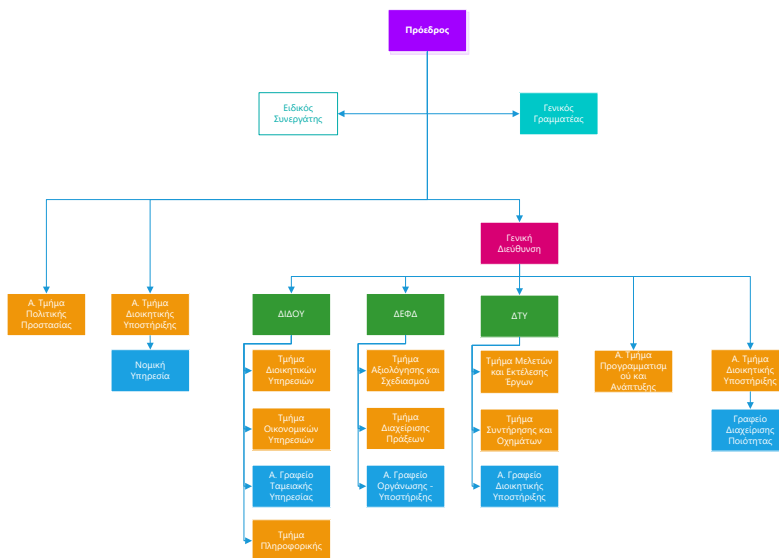 Πρόεδρος
Ειδικός
Συνεργάτης
Γενικός
Γραμματέας
Γενική
Διεύθυνση
Α. Τμήμα
Πολιτικής
Προστασίας
Α. Τμήμα
Διοικητικής
Υποστήριξης
ΔΙΔΟΥ
ΔΕΦΔ
ΔΤΥ
Νομική
Υπηρεσία
Τμήμα
Διοικητικών
Υπηρεσιών
Τμήμα
Αξιολόγησης και
Σχεδιασμού
Τμήμα Μελετών
και Εκτέλεσης
Έργων
Α. Τμήμα
Προγραμματισμ
ού και
Ανάπτυξης
Α. Τμήμα
Διοικητικής
Υποστήριξης
Τμήμα
Οικονομικών
Υπηρεσιών
Τμήμα
Διαχείρισης
Πράξεων
Τμήμα
Συντήρησης και
Οχημάτων
Γραφείο
Διαχείρισης
Ποιότητας
Α. Γραφείο
Ταμειακής
Υπηρεσίας
Α. Γραφείο
Οργάνωσης -
Υποστήριξης
Α. Γραφείο
Διοικητικής
Υποστήριξης
Τμήμα
Πληροφορικής